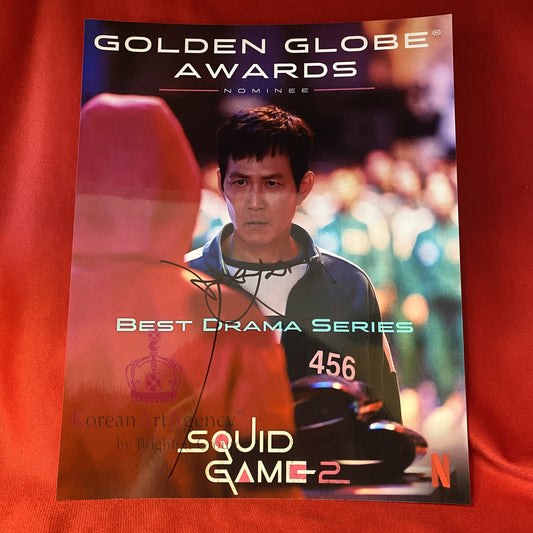 GOLDEN GLOBE®
AWARDS
NOMINEE
BEST DRAMA SERIES
456
Korean Art Agency
SQUID
GAME 2
N